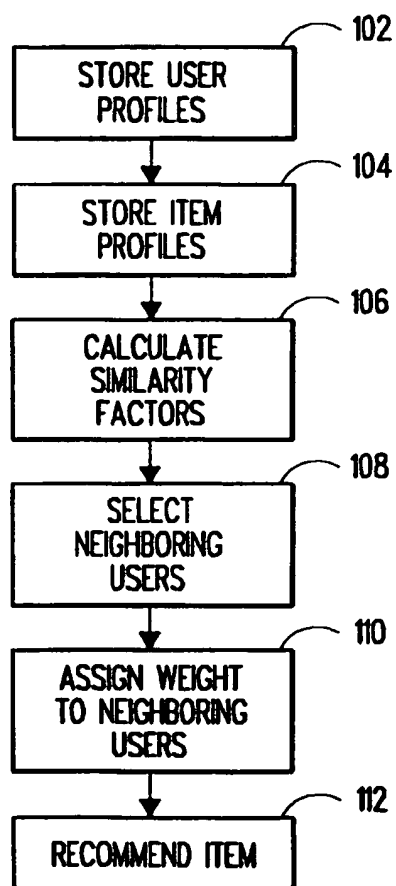 102
STORE USER
PROFILES
104
STORE ITEM
PROFILES
106
CALCULATE
SIMILARITY
FACTORS
108
SELECT
NEIGHBORING
USERS
110
ASSIGN WEIGHT
TO NEIGHBORING
USERS
112
RECOMMEND ITEM